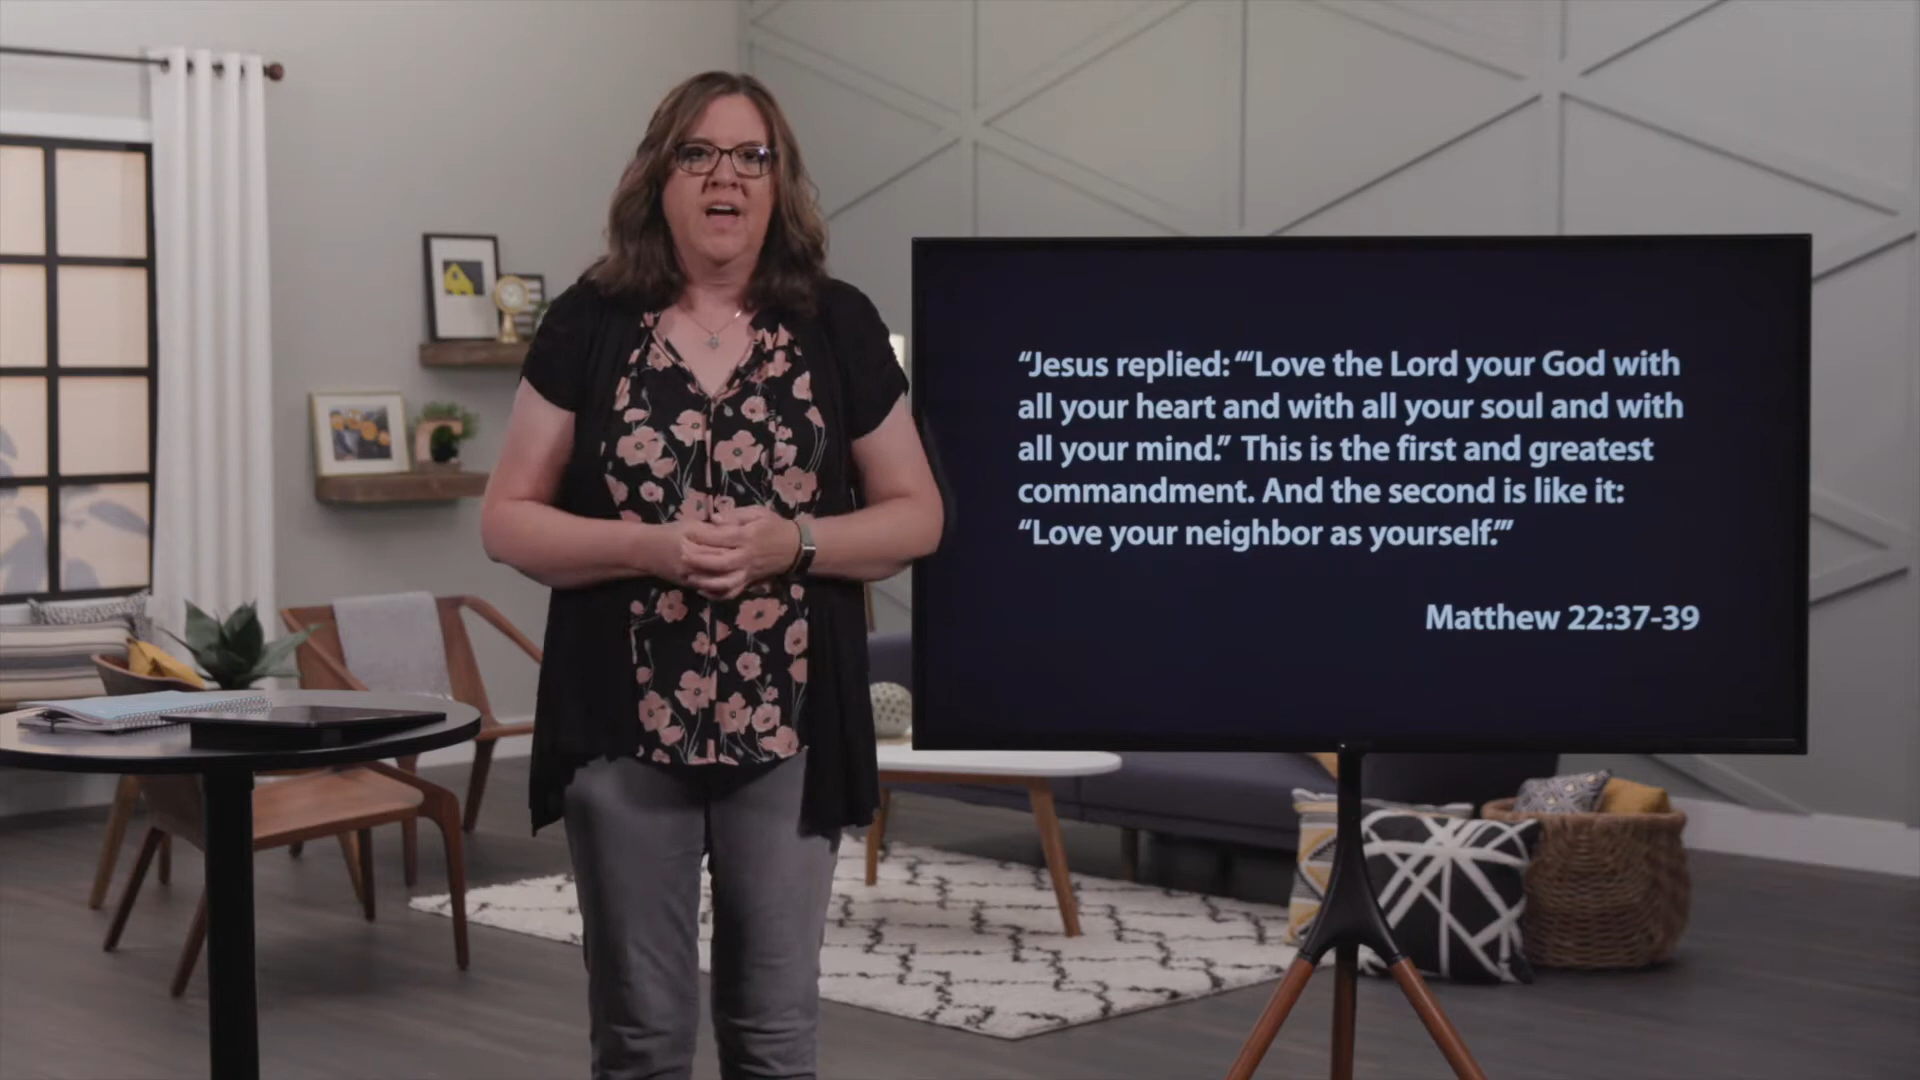 “Jesus replied: “‘Love the Lord your God with
all your heart and with all your soul and with
all your mind.” This is the first and greatest
commandment. And the second is like it:
“Love your neighbor as yourself.’”
Matthew 22:37-39